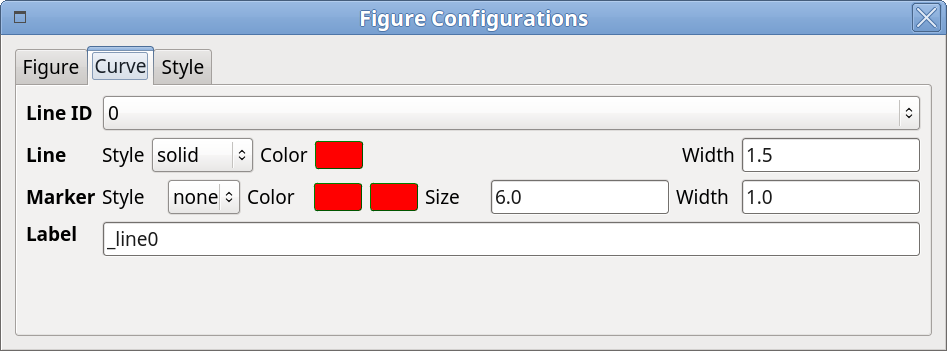 Figure Configurations
Figure Curve Style
Line ID 0
Line Style solid Color Width 1.5
Marker Style none Color Size 6.0 Width 1.0
Label _line0